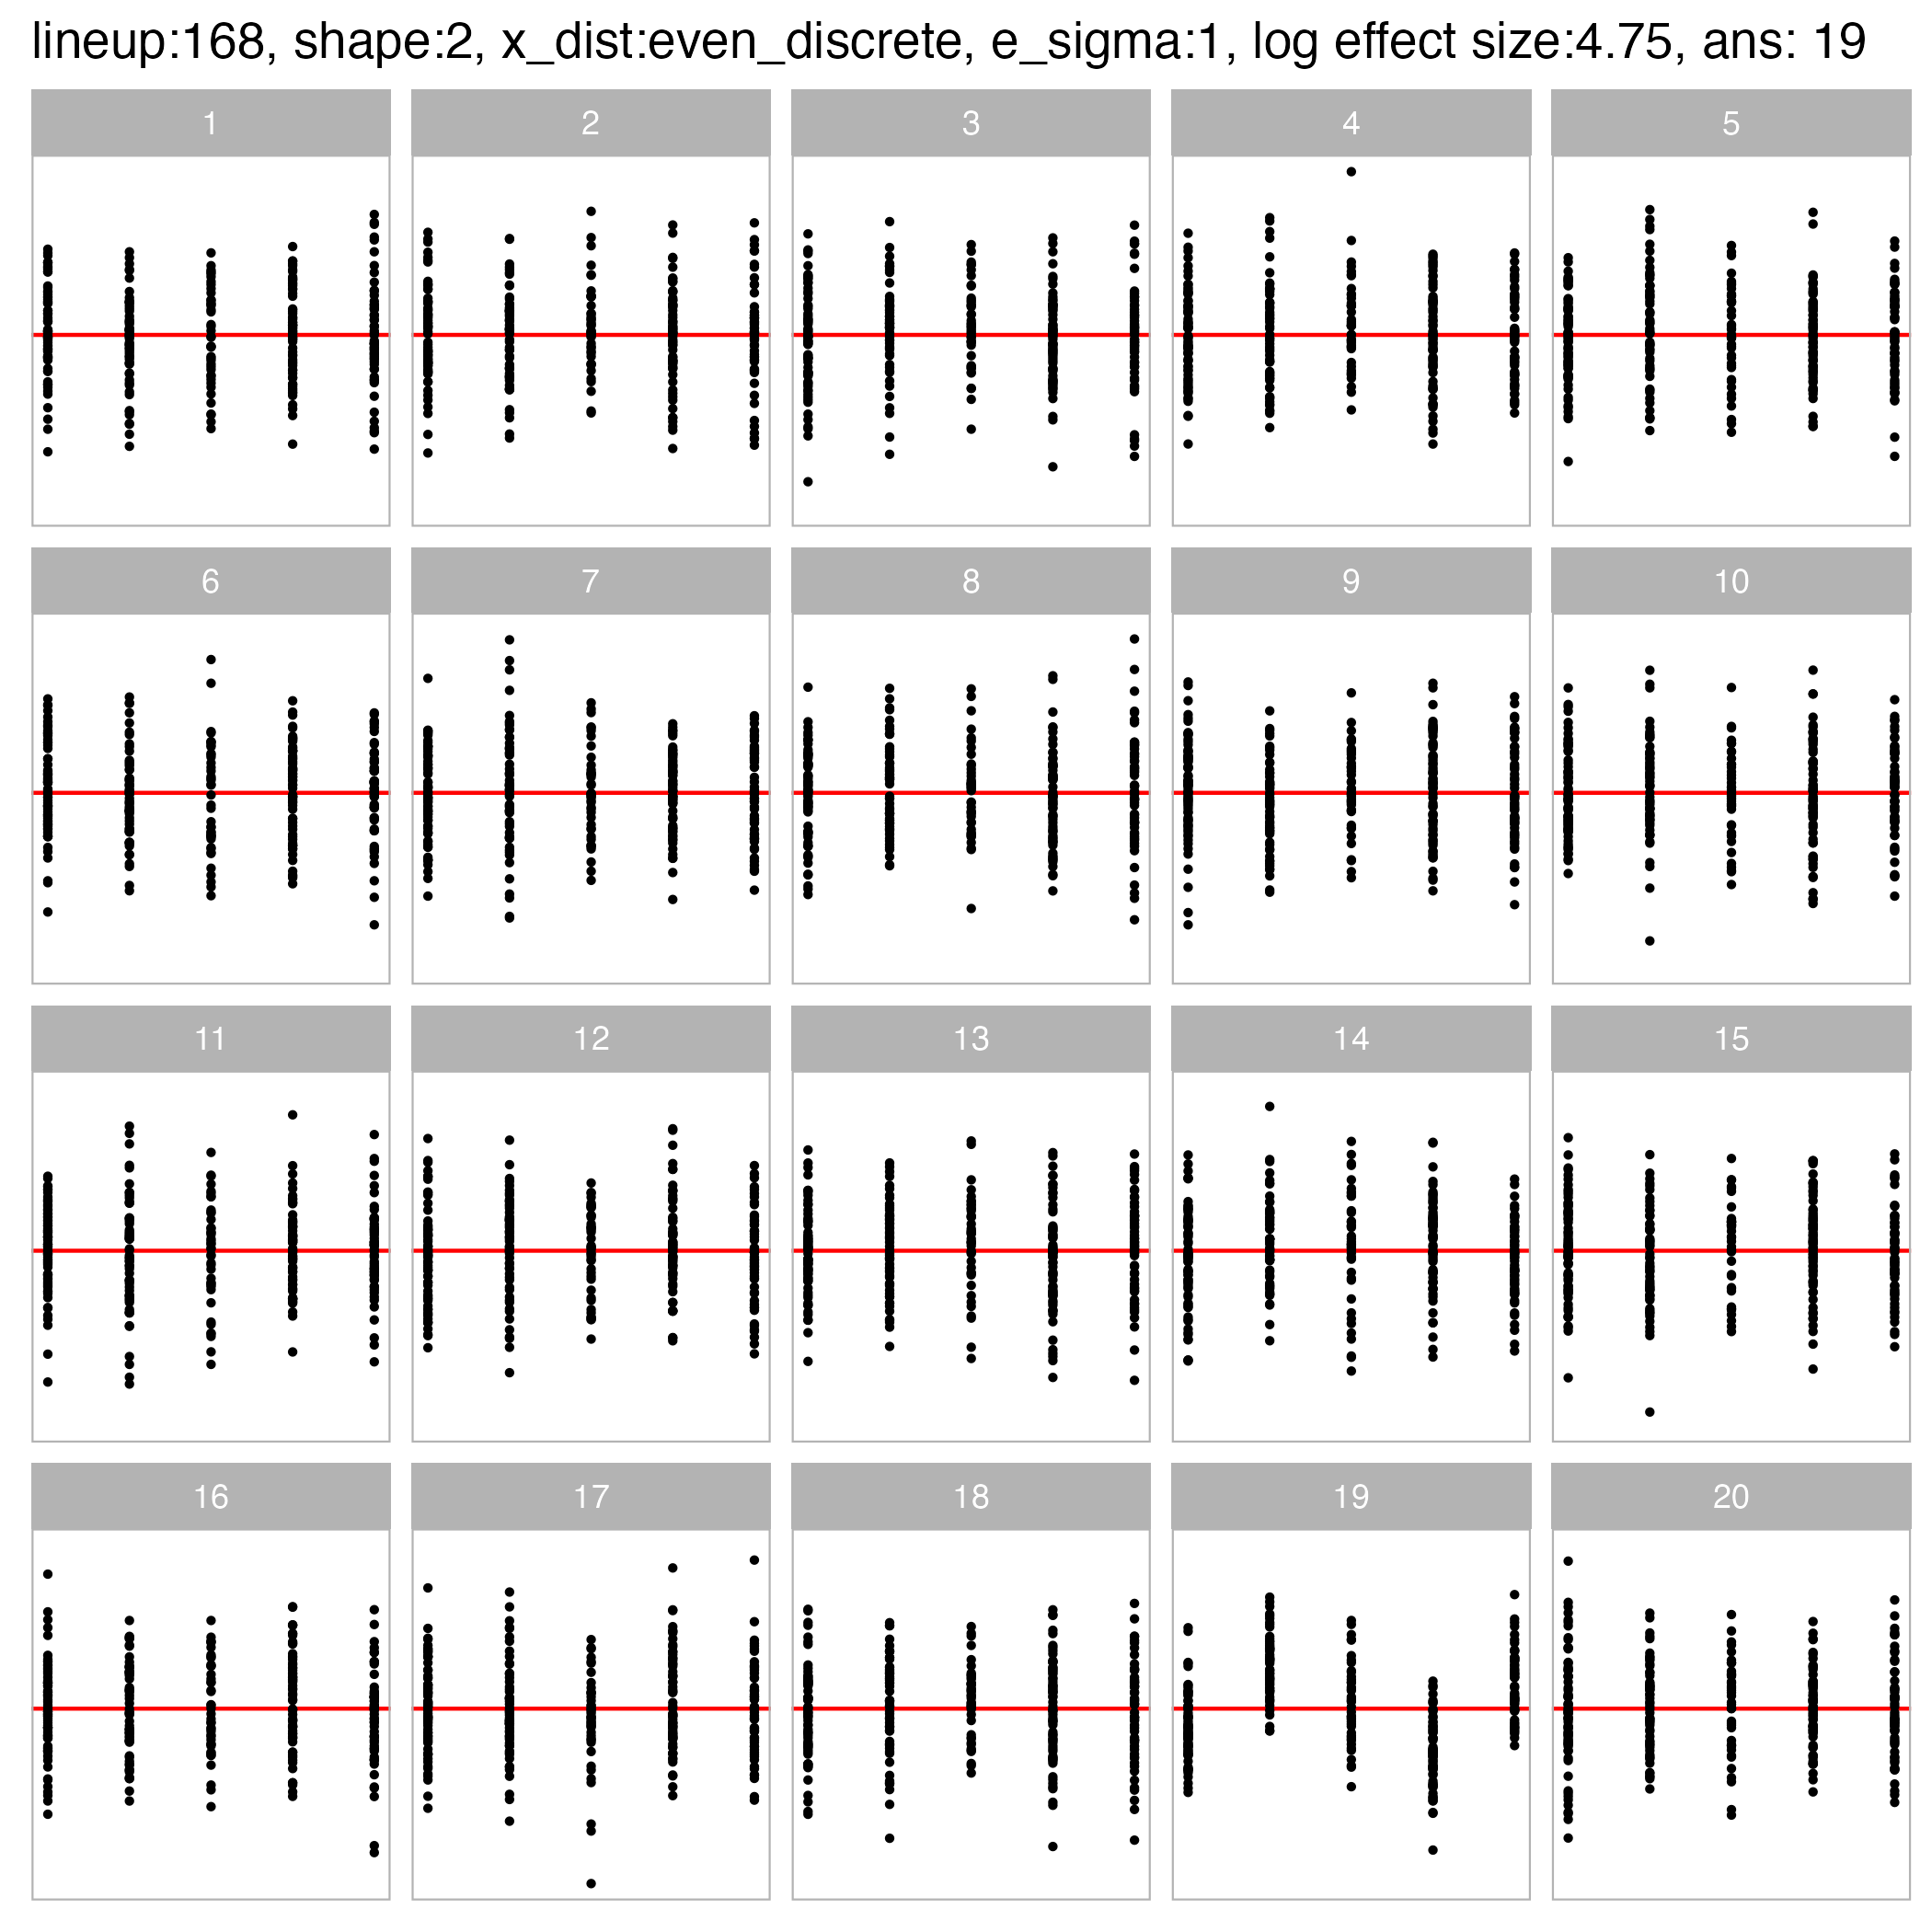 lineup:168, shape:2, x_dist:even_discrete, e_sigma:1, log effect size:4.75, ans: 19
1 2 3 4 5
6 7 8 9 10
11 12 13 14 15
16 17 18 19 20